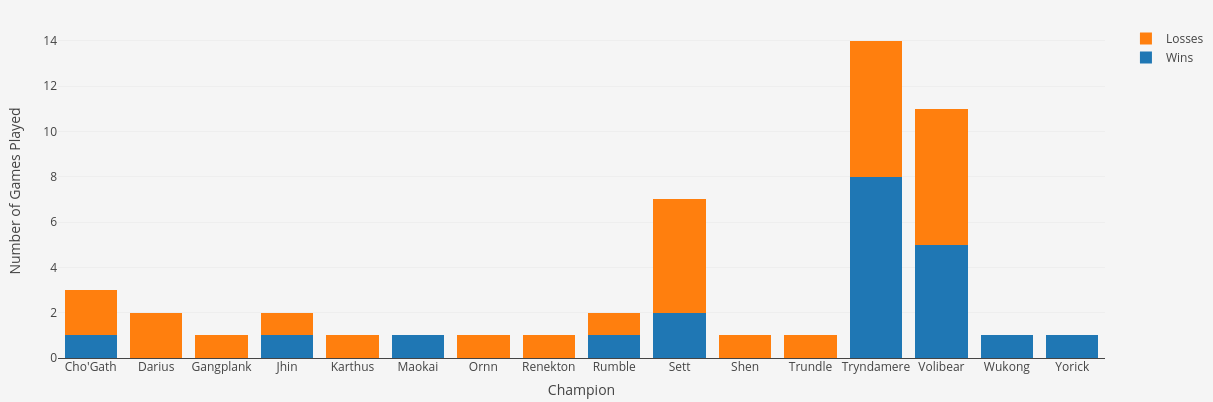 14
12
10
8
6
4
2
0
Number of Games Played
Cho'Gath Darius Gangplank Jhin Karthus Maokai Ornn Renekton Rumble Sett Shen Trundle Tryndamere Volibear Wukong Yorick
Champion
Losses
Wins